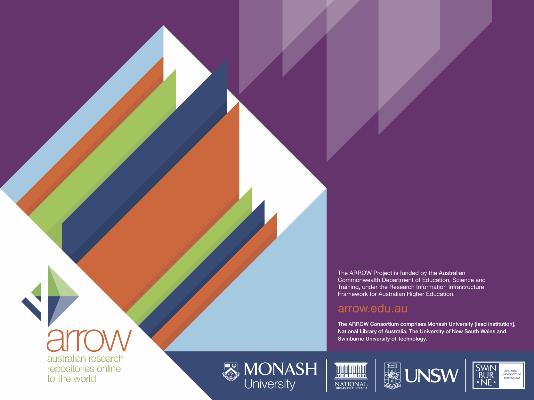 The ARROW Project is funded by the Australian
Commonwealth Department of Education, Science and
Training, under the Research Information Infrastructure
Framework for Australian Higher Education.
arrow.edu.au
The ARROW Consortium comprises Monash University (lead institution),
National Library of Australia, The University of New South Wales and
Swinburne University of Technology.
arrow
australian research
repositories online
to the world
MONASH
University
NATIONAL
UNSW
SWIN
BUR
NE